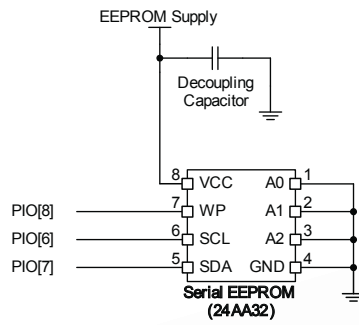 EEPROM Supply
Decoupling
Capacitor
8 VCC A0 1
PIO[8] 7 WP A1 2
PIO[6] 6 SCL A2 3
PIO[7] 5 SDA GND 4
Serial EEPROM
(24AA32)